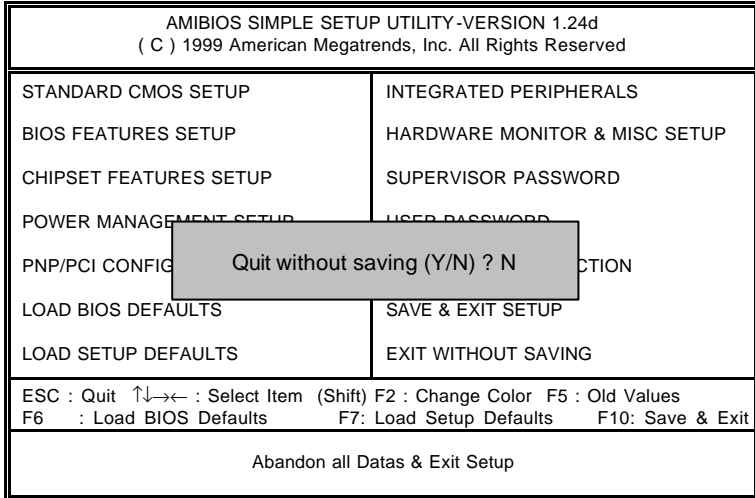 AMIBIOS SIMPLE SETUP UTILITY-VERSION 1.24d
( C ) 1999 American Megatrends, Inc. All Rights Reserved
STANDARD CMOS SETUP
BIOS FEATURES SETUP
CHIPSET FEATURES SETUP
POWER MANAGEMENT SETUP
PNP/PCI CONFIG
LOAD BIOS DEFAULTS
LOAD SETUP DEFAULTS
INTEGRATED PERIPHERALS
HARDWARE MONITOR & MISC SETUP
SUPERVISOR PASSWORD
USER PASSWORD
CTION
SAVE & EXIT SETUP
EXIT WITHOUT SAVING
Quit without saving (Y/N) ? N
ESC : Quit ↑↓→← : Select Item (Shift) F2 : Change Color F5 : Old Values
F6 : Load BIOS Defaults F7: Load Setup Defaults F10: Save & Exit
Abandon all Datas & Exit Setup